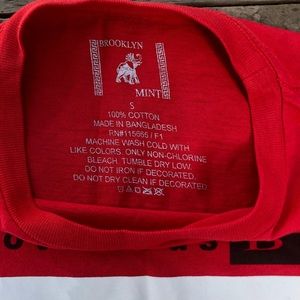 BROOKLYN
MINT
S
100% COTTON
MADE IN BANGLADESH
RN#115666 / F1
MACHINE WASH COLD WITH
LIKE COLORS. ONLY NON-CHLORINE
BLEACH. TUMBLE DRY LOW.
DO NOT IRON IF DECORATED.
DO NOT DRY CLEAN IF DECORATED.